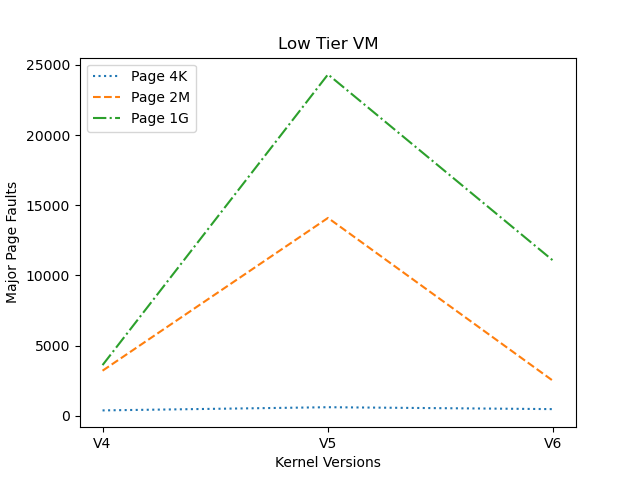 Low Tier VM
Page 4K
Page 2M
Page 1G
25000
20000
15000
10000
5000
0
Major Page Faults
V4 V5 V6
Kernel Versions